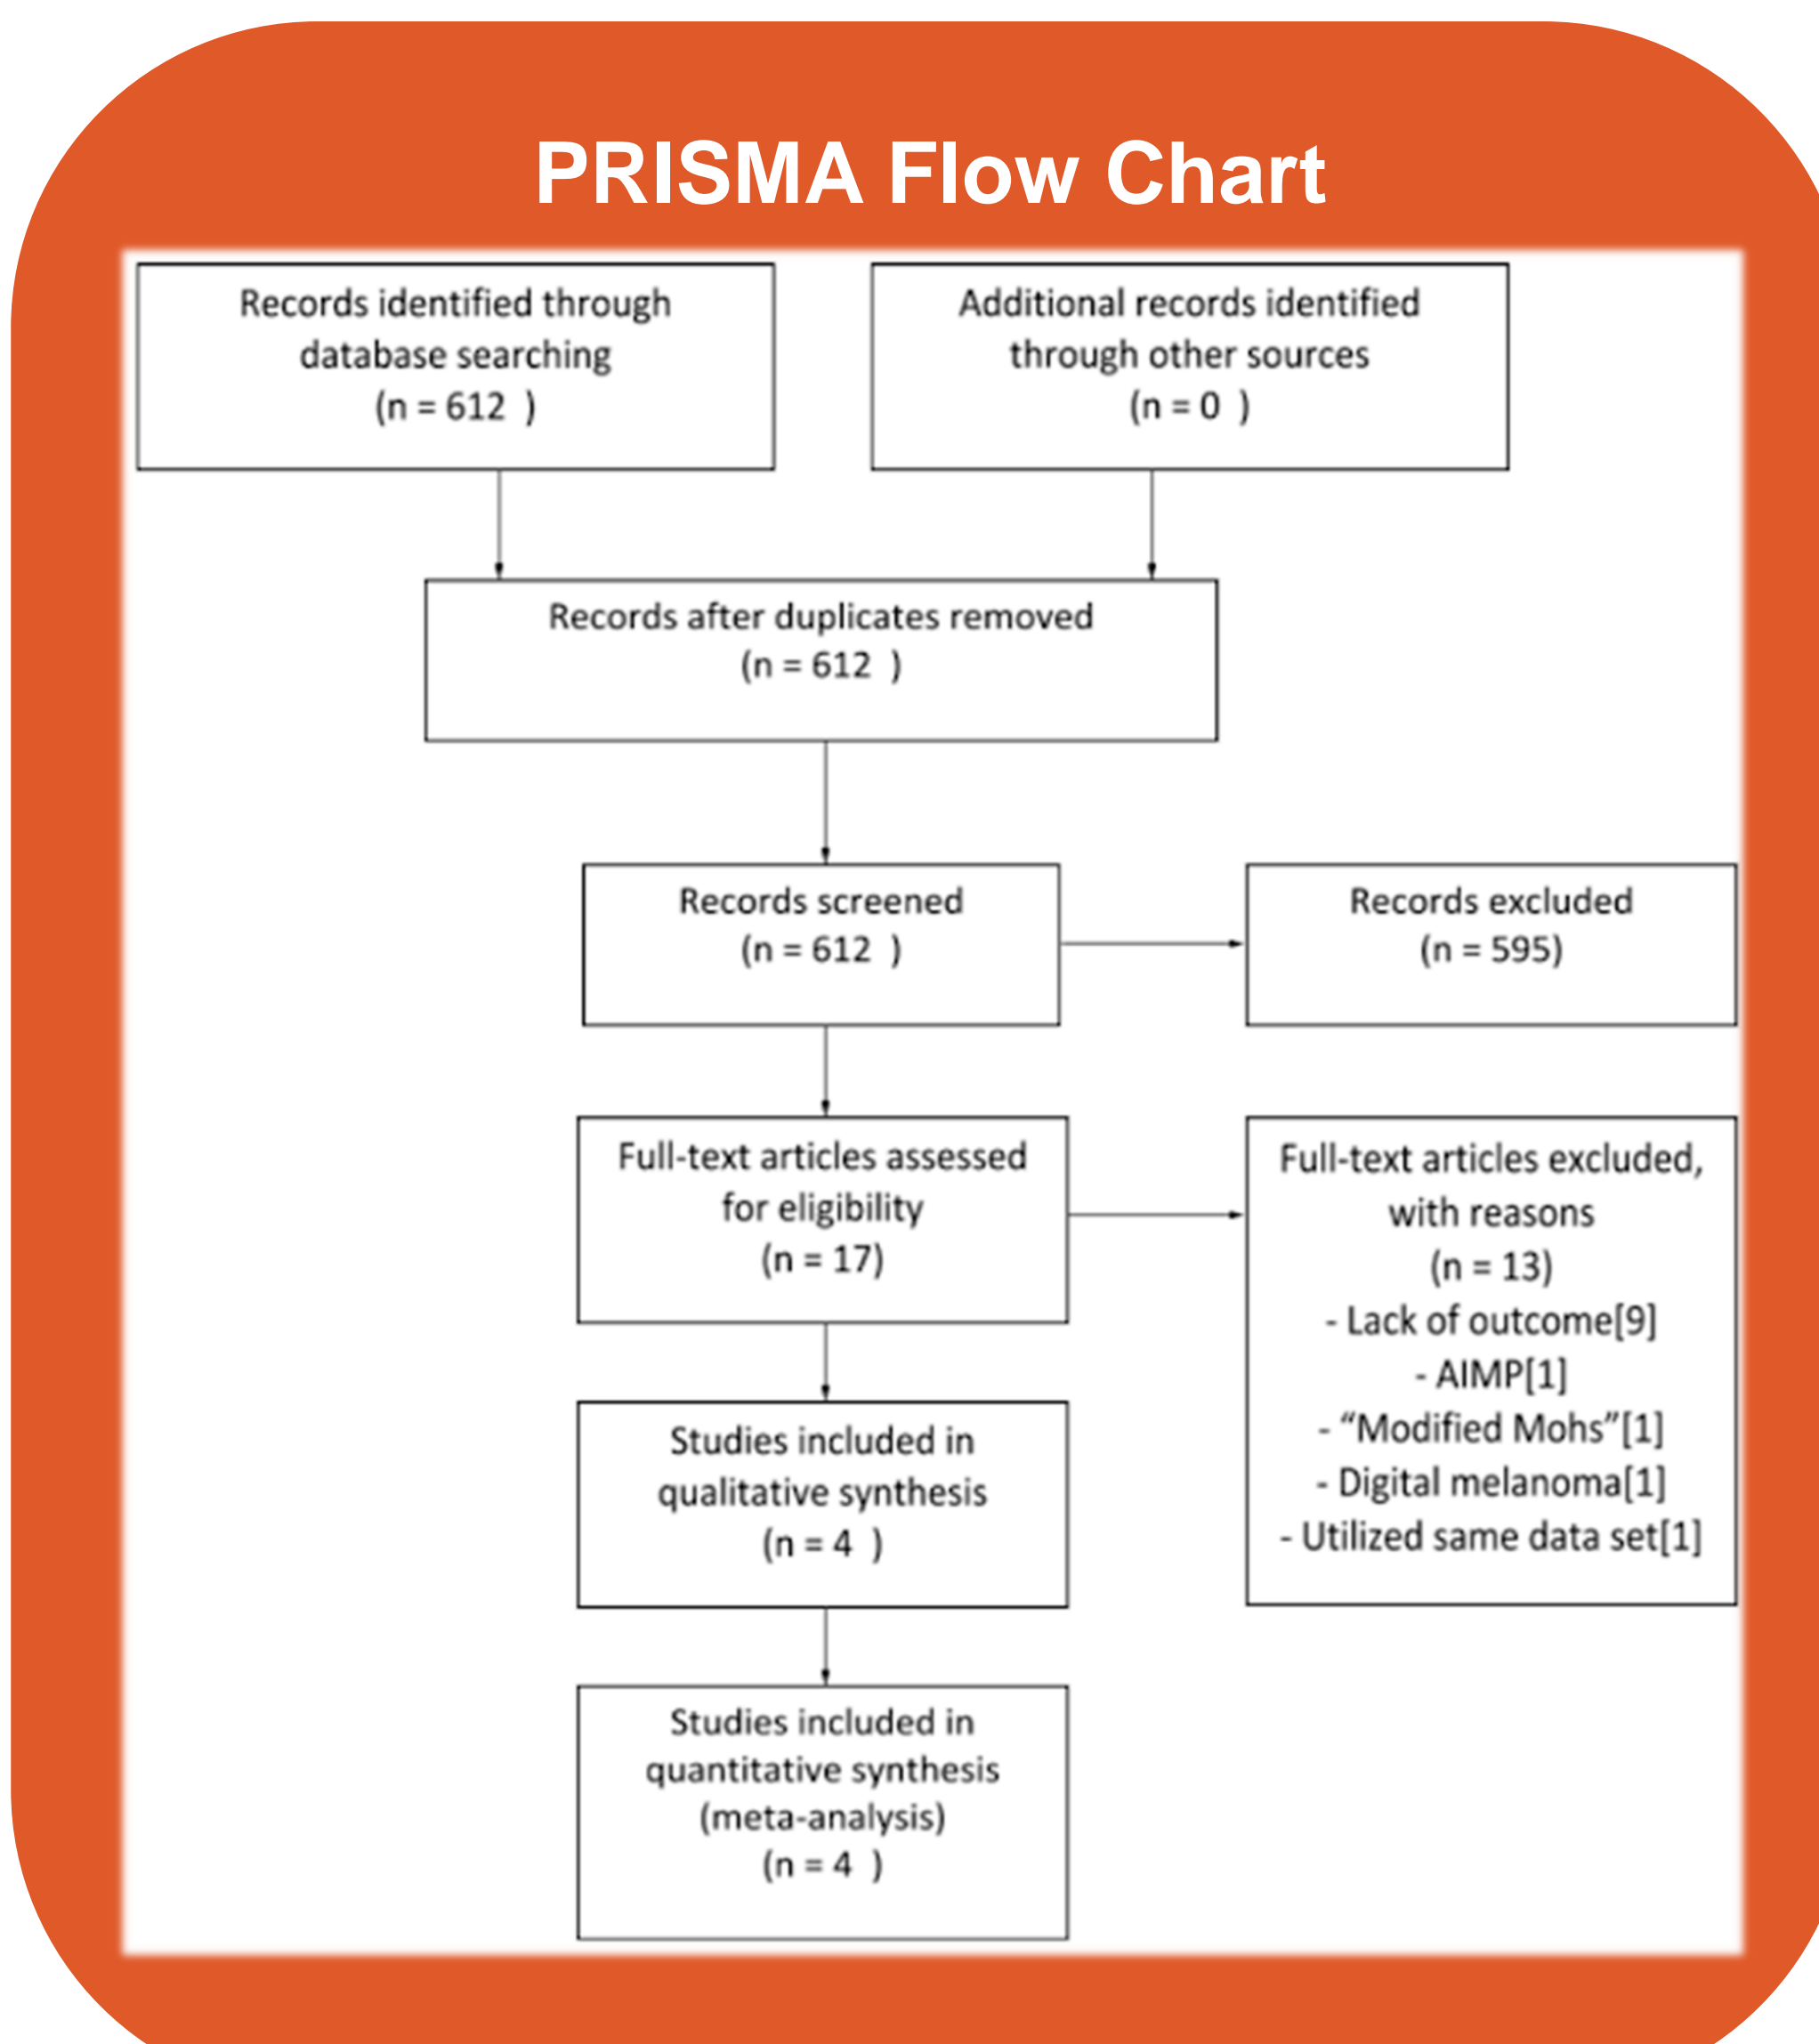 PRISMA Flow Chart
Records identified through
database searching
(n = 612  )
Additional records identified
through other sources
(n = 0  )
Records after duplicates removed
(n = 612  )
Records screened
(n = 612  )
Records excluded
(n = 595)
Full-text articles assessed
for eligibility
(n = 17)
Full-text articles excluded,
with reasons
(n = 13)
- Lack of outcome[9]
- AIMP[1]
- “Modified Mohs”[1]
- Digital melanoma[1]
- Utilized same data set[1]
Studies included in
qualitative synthesis
(n = 4  )
Studies included in
quantitative synthesis
(meta-analysis)
(n = 4  )